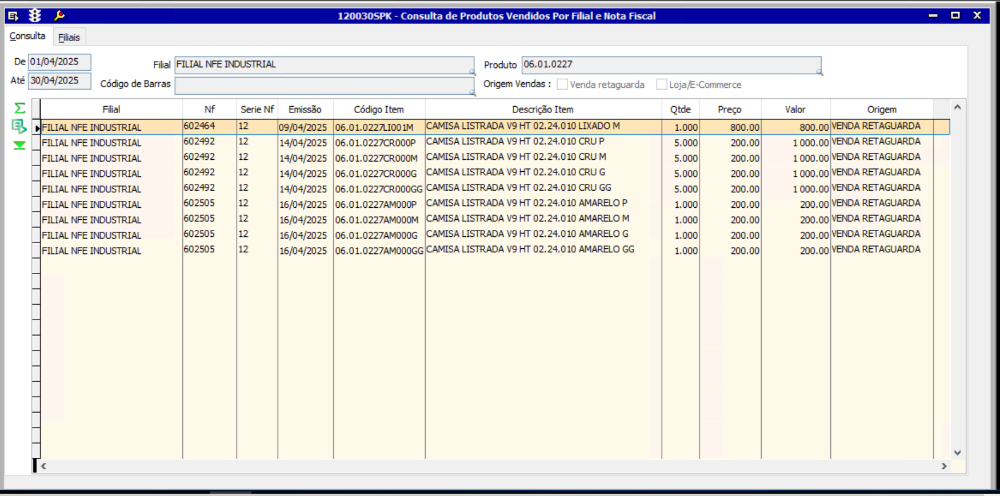 120030SPK - Consulta de Produtos Vendidos Por Filial e Nota Fiscal
Consulta Filiais
De 01/04/2025 Filial FILIAL NFE INDUSTRIAL Produto 06.01.0227
Até 30/04/2025 Código de Barras Origem Vendas : Venda retaguarda Loja/E-Commerce
Filial Nf Serie Nf Emissão Código Item Descrição Item Qtde Preço Valor Origem
FILIAL NFE INDUSTRIAL 602464 12 09/04/2025 06.01.0227LI001M CAMISA LISTRADA V9 HT 02.24.010 LIXADO M 1.000 800.00 800.00 VENDA RETAGUARDA
FILIAL NFE INDUSTRIAL 602492 12 14/04/2025 06.01.0227CR000P CAMISA LISTRADA V9 HT 02.24.010 CRU P 5.000 200.00 1 000.00 VENDA RETAGUARDA
FILIAL NFE INDUSTRIAL 602492 12 14/04/2025 06.01.0227CR000M CAMISA LISTRADA V9 HT 02.24.010 CRU M 5.000 200.00 1 000.00 VENDA RETAGUARDA
FILIAL NFE INDUSTRIAL 602492 12 14/04/2025 06.01.0227CR000G CAMISA LISTRADA V9 HT 02.24.010 CRU G 5.000 200.00 1 000.00 VENDA RETAGUARDA
FILIAL NFE INDUSTRIAL 602492 12 14/04/2025 06.01.0227CR000GG CAMISA LISTRADA V9 HT 02.24.010 CRU GG 5.000 200.00 1 000.00 VENDA RETAGUARDA
FILIAL NFE INDUSTRIAL 602505 12 16/04/2025 06.01.0227AM000P CAMISA LISTRADA V9 HT 02.24.010 AMARELO P 1.000 200.00 200.00 VENDA RETAGUARDA
FILIAL NFE INDUSTRIAL 602505 12 16/04/2025 06.01.0227AM000M CAMISA LISTRADA V9 HT 02.24.010 AMARELO M 1.000 200.00 200.00 VENDA RETAGUARDA
FILIAL NFE INDUSTRIAL 602505 12 16/04/2025 06.01.0227AM000G CAMISA LISTRADA V9 HT 02.24.010 AMARELO G 1.000 200.00 200.00 VENDA RETAGUARDA
FILIAL NFE INDUSTRIAL 602505 12 16/04/2025 06.01.0227AM000GG CAMISA LISTRADA V9 HT 02.24.010 AMARELO GG 1.000 200.00 200.00 VENDA RETAGUARDA